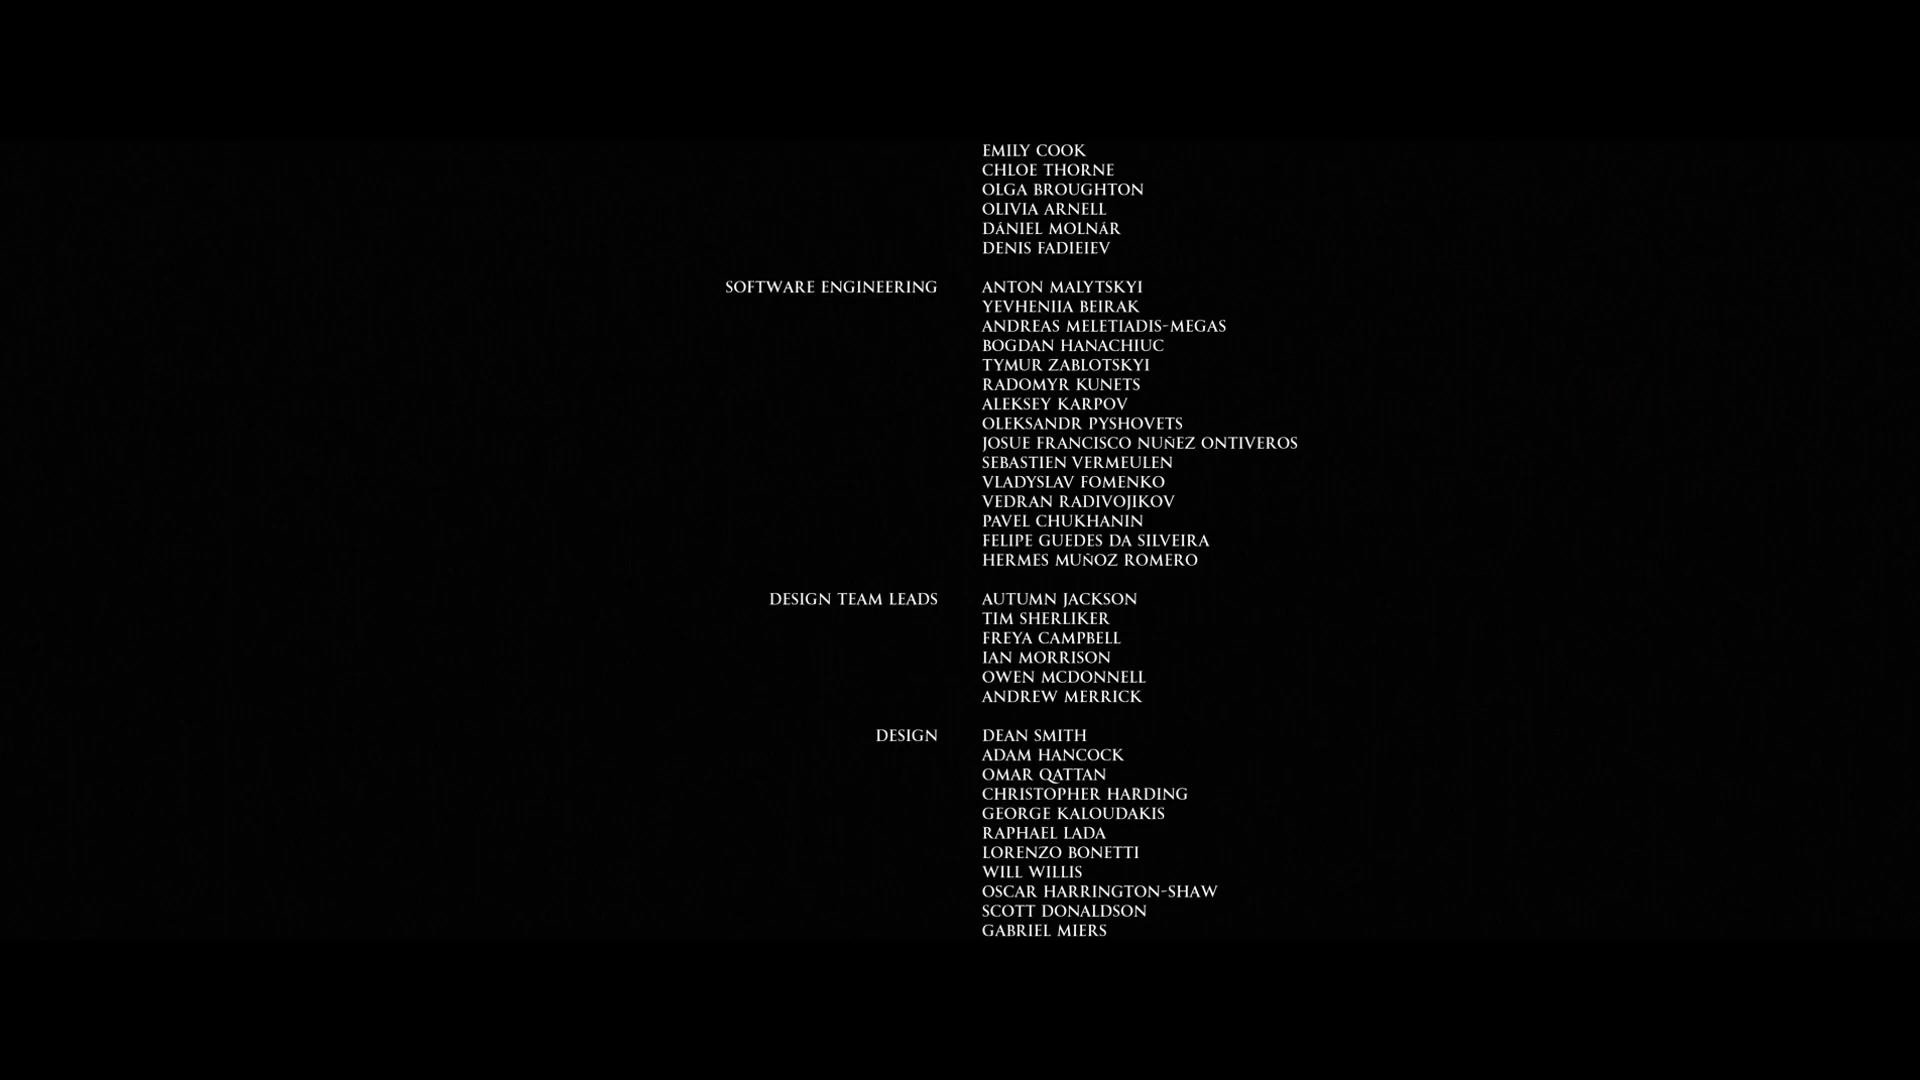 EMILY COOK
CHLOE THORNE
OLGA BROUGHTON
OLIVIA ARNELL
DÁNIEL MOLNÁR
DENIS FADIEIEV
SOFTWARE ENGINEERING ANTON MALYTSKYI
YEVHENIIA BEIRAK
ANDREAS MELETIADIS-MEGAS
BOGDAN HANACHIUC
TYMUR ZABLOTSKYI
RADOMYR KUNETS
ALEKSEY KARPOV
OLEKSANDR PYSHOVETS
JOSUE FRANCISCO NUÑEZ ONTIVEROS
SEBASTIEN VERMEULEN
VLADYSLAV FOMENKO
VEDRAN RADIVOJIKOV
PAVEL CHUKHANIN
FELIPE GUEDES DA SILVEIRA
HERMES MUÑOZ ROMERO
DESIGN TEAM LEADS AUTUMN JACKSON
TIM SHERLIKER
FREYA CAMPBELL
IAN MORRISON
OWEN MCDONNELL
ANDREW MERRICK
DESIGN DEAN SMITH
ADAM HANCOCK
OMAR QATTAN
CHRISTOPHER HARDING
GEORGE KALOUDAKIS
RAPHAEL LADA
LORENZO BONETTI
WILL WILLIS
OSCAR HARRINGTON-SHAW
SCOTT DONALDSON
GABRIEL MIERS